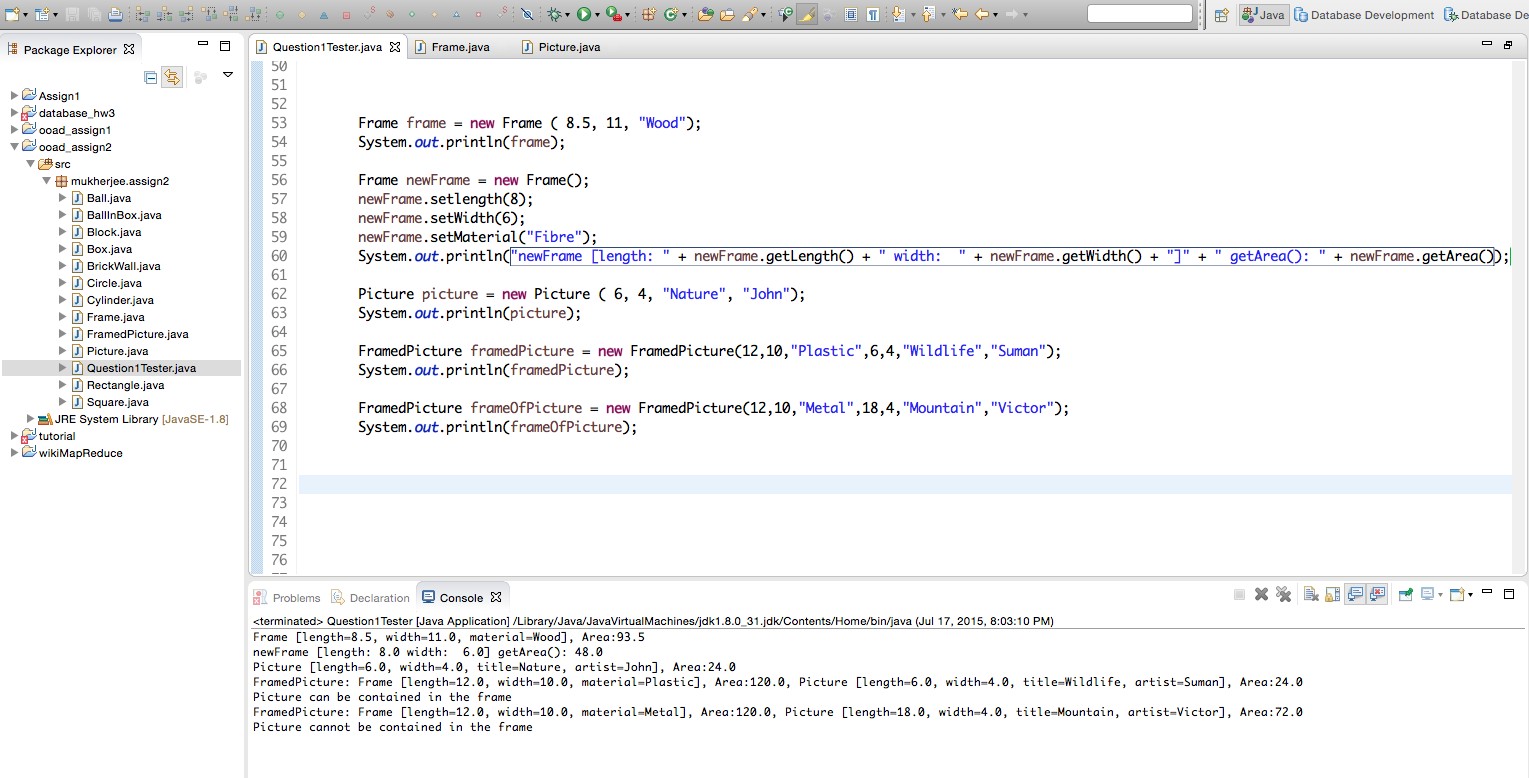 Java Database Development Database De
Package Explorer
Question1Tester.java Frame.java Picture.java
Assign1
database_hw3
ooad_assign1
ooad_assign2
src
mukherjee.assign2
Ball.java
BallInBox.java
Block.java
Box.java
BrickWall.java
Circle.java
Cylinder.java
Frame.java
FramedPicture.java
Picture.java
Question1Tester.java
Rectangle.java
Square.java
JRE System Library [JavaSE-1.8]
tutorial
wikiMapReduce
50
51
52
53 Frame frame = new Frame ( 8.5, 11, "Wood");
54 System.out.println(frame);
55
56 Frame newFrame = new Frame();
57 newFrame.setlength(8);
58 newFrame.setWidth(6);
59 newFrame.setMaterial("Fibre");
60 System.out.println("newFrame [length: " + newFrame.getLength() + " width:  " + newFrame.getWidth() + "]" + " getArea(): " + newFrame.getArea());
61
62 Picture picture = new Picture ( 6, 4, "Nature", "John");
63 System.out.println(picture);
64
65 FramedPicture framedPicture = new FramedPicture(12,10,"Plastic",6,4,"Wildlife","Suman");
66 System.out.println(framedPicture);
67
68 FramedPicture frameOfPicture = new FramedPicture(12,10,"Metal",18,4,"Mountain","Victor");
69 System.out.println(frameOfPicture);
70
71
72
73
74
75
76
Problems Declaration Console
<terminated> Question1Tester [Java Application] /Library/Java/JavaVirtualMachines/jdk1.8.0_31.jdk/Contents/Home/bin/java (Jul 17, 2015, 8:03:10 PM)
Frame [length=8.5, width=11.0, material=Wood], Area:93.5
newFrame [length: 8.0 width:  6.0] getArea(): 48.0
Picture [length=6.0, width=4.0, title=Nature, artist=John], Area:24.0
FramedPicture: Frame [length=12.0, width=10.0, material=Plastic], Area:120.0, Picture [length=6.0, width=4.0, title=Wildlife, artist=Suman], Area:24.0
Picture can be contained in the frame
FramedPicture: Frame [length=12.0, width=10.0, material=Metal], Area:120.0, Picture [length=18.0, width=4.0, title=Mountain, artist=Victor], Area:72.0
Picture cannot be contained in the frame